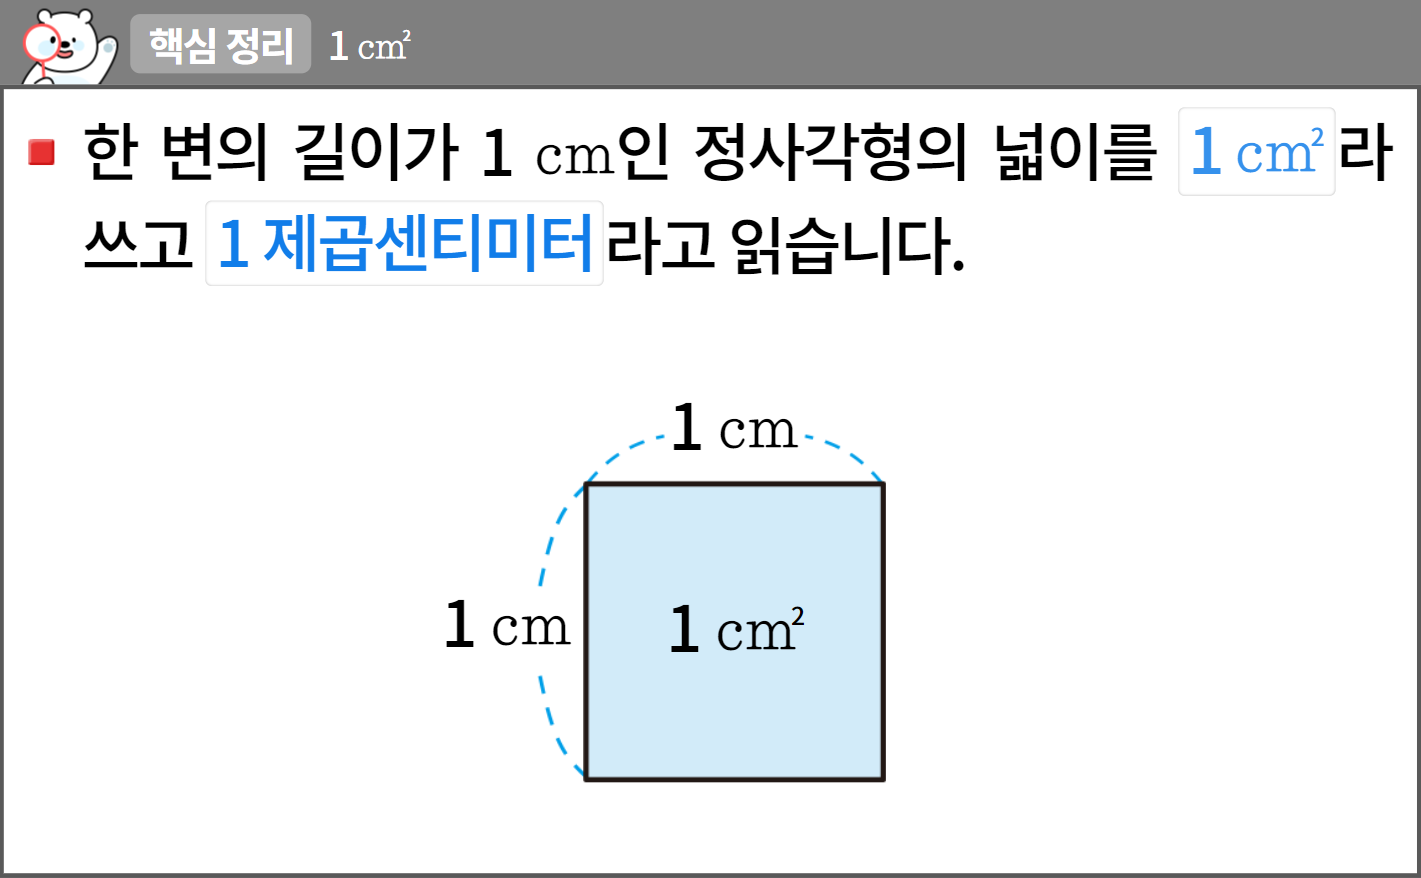 핵심 정리 1 cm²
한 변의 길이가 1 cm인 정사각형의 넓이를 1 cm²라
쓰고 1 제곱센티미터라고 읽습니다.
1 cm
1 cm
1 cm²